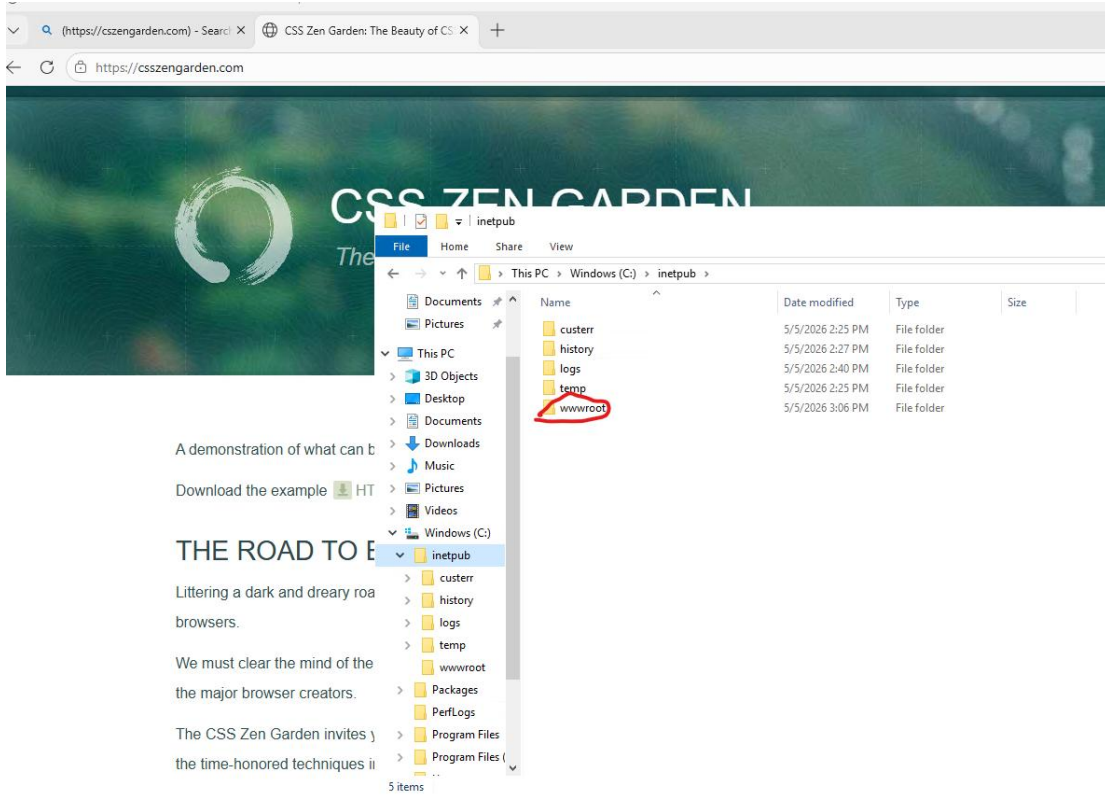 (https://cszengarden.com) - Searcl
CSS Zen Garden: The Beauty of CS
https://csszengarden.com
CSS ZEN GARDEN
The
A demonstration of what can b
Download the example HT
THE ROAD TO E
Littering a dark and dreary roa
browsers.
We must clear the mind of the
the major browser creators.
The CSS Zen Garden invites y
the time-honored techniques i
inetpub
File Home Share View
This PC > Windows (C:) > inetpub >
Documents
Pictures
This PC
3D Objects
Desktop
Documents
Downloads
Music
Pictures
Videos
Windows (C:)
inetpub
custerr
history
logs
temp
wwwroot
Packages
PerfLogs
Program Files
Program Files (
Name Date modified Type Size
custerr 5/5/2026 2:25 PM File folder
history 5/5/2026 2:27 PM File folder
logs 5/5/2026 2:40 PM File folder
temp 5/5/2026 2:25 PM File folder
wwwroot 5/5/2026 3:06 PM File folder
5 items